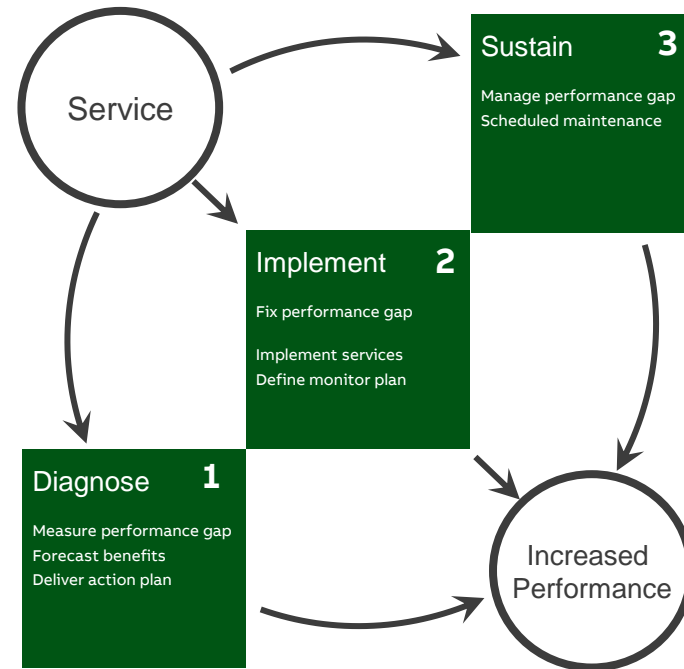 Service
Sustain 3
Manage performance gap
Scheduled maintenance
Implement 2
Fix performance gap
Implement services
Define monitor plan
Diagnose 1
Measure performance gap
Forecast benefits
Deliver action plan
Increased
Performance